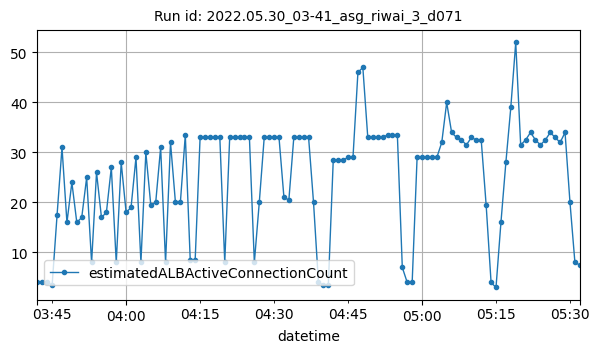 Run id: 2022.05.30_03-41_asg_riwai_3_d071
50
40
30
20
10
estimatedALBActiveConnectionCount
03:45 04:00 04:15 04:30 04:45 05:00 05:15 05:30
datetime